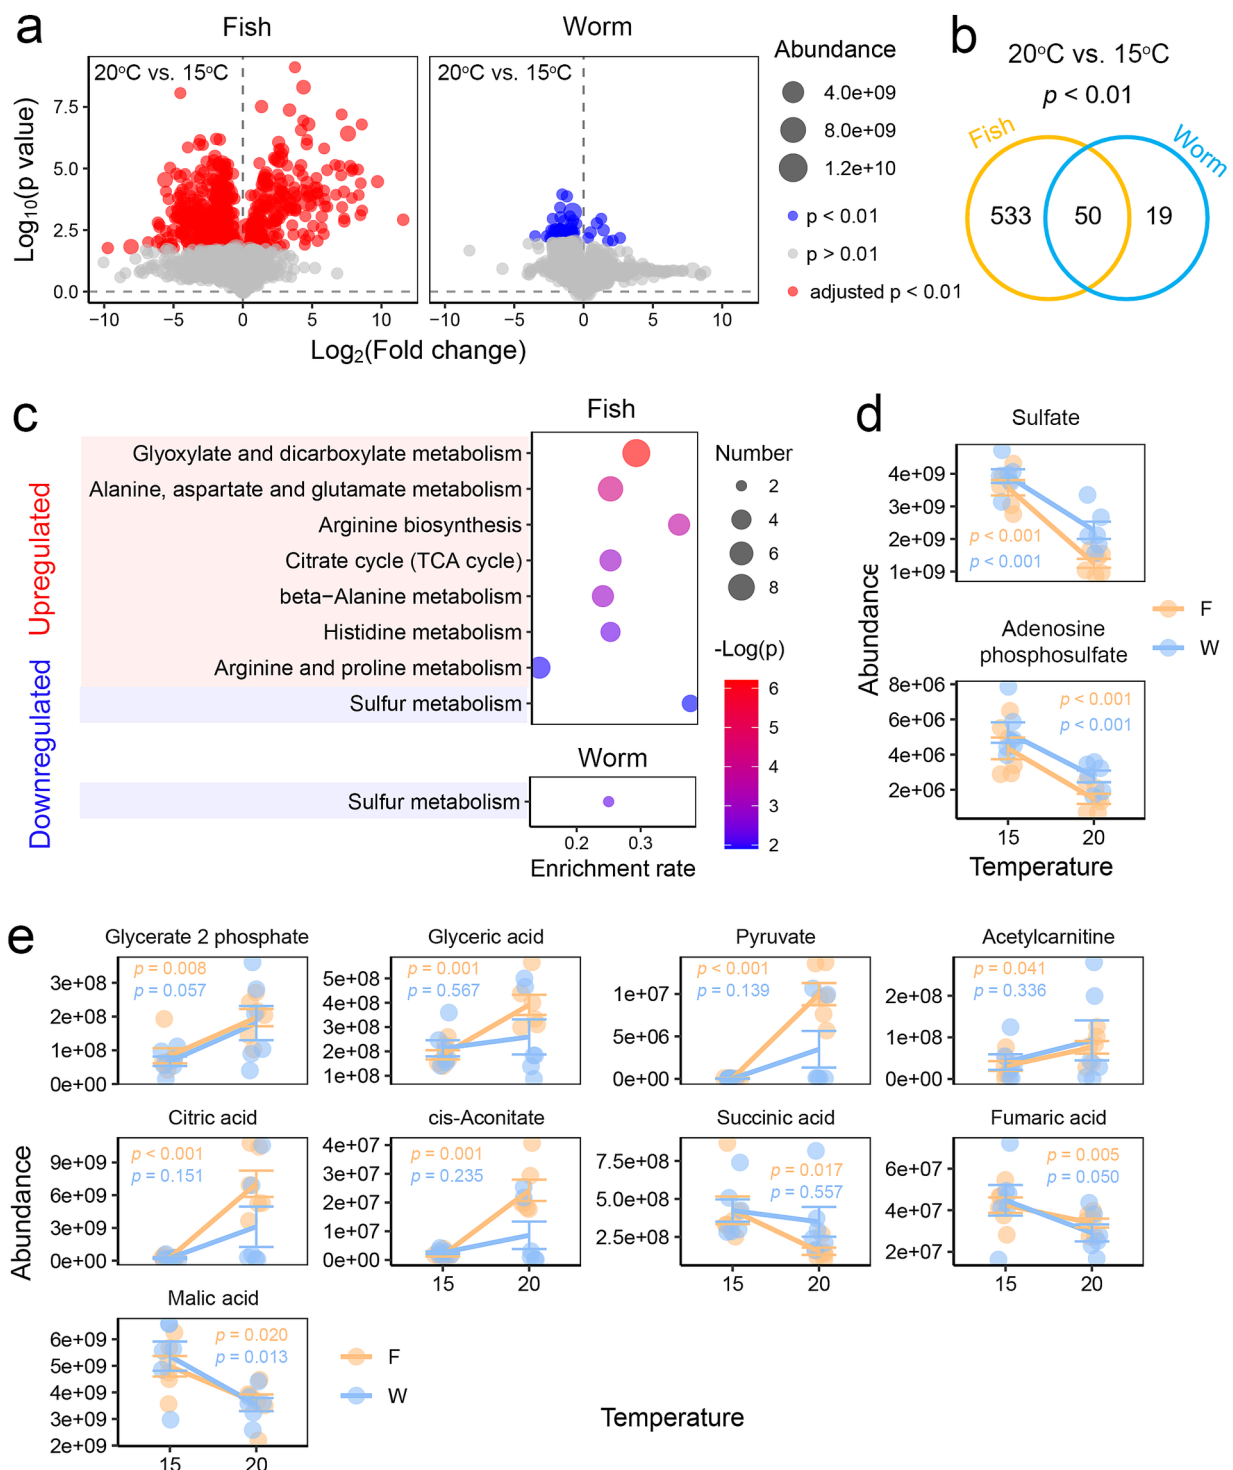 a
Fish
Worm
20°C vs. 15°C
20°C vs. 15°C
Log10(p value)
7.5
5.0
2.5
0.0
−10 −5 0 5 10
−10 −5 0 5 10
Log2(Fold change)
Abundance
4.0e+09
8.0e+09
1.2e+10
p < 0.01
p > 0.01
adjusted p < 0.01
b
20°C vs. 15°C
p < 0.01
Fish
Worm
533 50 19
c
Fish
Upregulated
Downregulated
Glyoxylate and dicarboxylate metabolism
Alanine, aspartate and glutamate metabolism
Arginine biosynthesis
Citrate cycle (TCA cycle)
beta−Alanine metabolism
Histidine metabolism
Arginine and proline metabolism
Sulfur metabolism
Worm
Sulfur metabolism
0.2 0.3
Enrichment rate
Number
2
4
6
8
-Log(p)
6
5
4
3
2
d
Sulfate
4e+09
3e+09
2e+09
1e+09
p < 0.001
p < 0.001
Abundance
Adenosine
phosphosulfate
8e+06
6e+06
4e+06
2e+06
p < 0.001
p < 0.001
15 20
Temperature
F
W
e
Glycerate 2 phosphate
3e+08
2e+08
1e+08
0e+00
p = 0.008
p = 0.057
Glyceric acid
5e+08
4e+08
3e+08
2e+08
1e+08
p = 0.001
p = 0.567
Pyruvate
1e+07
5e+06
0e+00
p < 0.001
p = 0.139
Acetylcarnitine
2e+08
1e+08
0e+00
p = 0.041
p = 0.336
Abundance
Citric acid
9e+09
6e+09
3e+09
0e+00
p < 0.001
p = 0.151
cis-Aconitate
4e+07
3e+07
2e+07
1e+07
0e+00
p = 0.001
p = 0.235
15 20
Succinic acid
7.5e+08
5.0e+08
2.5e+08
p = 0.017
p = 0.557
15 20
Fumaric acid
6e+07
4e+07
2e+07
p = 0.005
p = 0.050
15 20
Malic acid
6e+09
5e+09
4e+09
3e+09
2e+09
p = 0.020
p = 0.013
15 20
F
W
Temperature